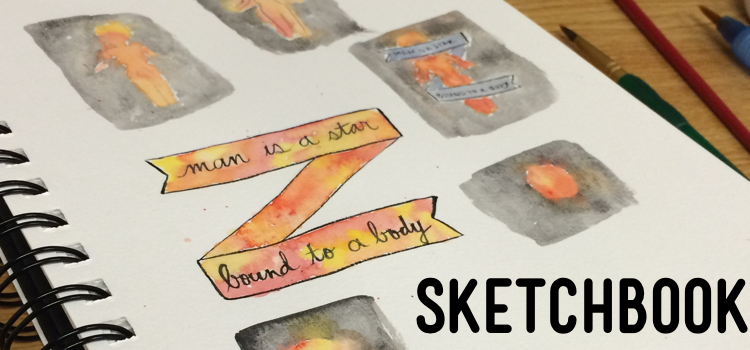 man is a star
bound to a body
MAN IS A STAR
BOUND TO A BODY
SKETCHBOOK